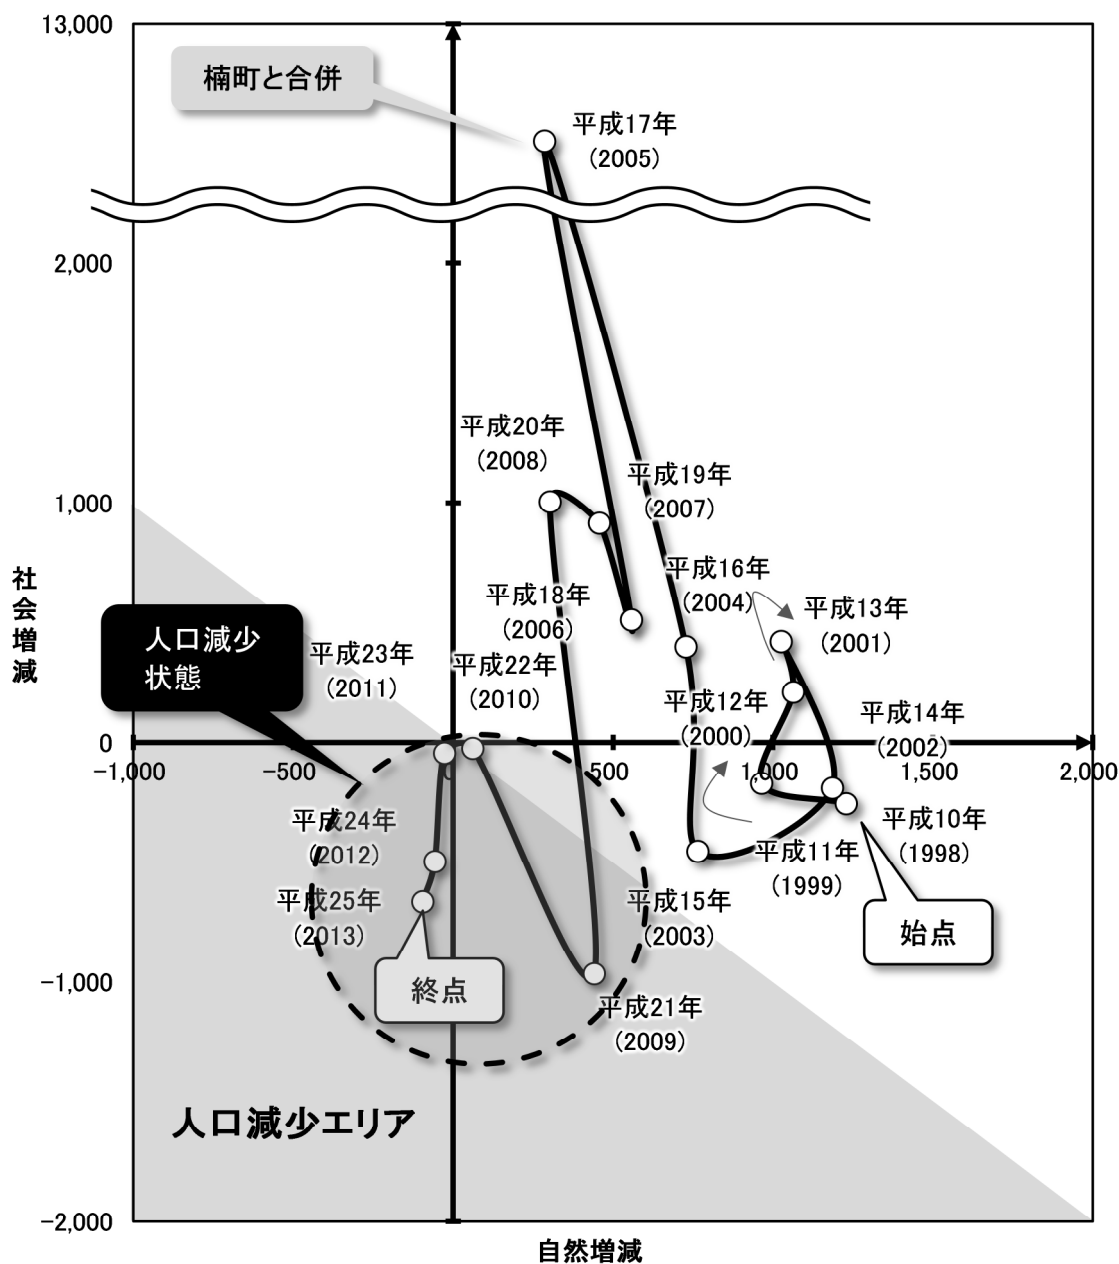 13,000
楠町と合併
平成17年
(2005)
2,000
平成20年
(2008)
平成19年
(2007)
1,000
平成16年
(2004)
平成18年
(2006)
平成13年
(2001)
社会増減
人口減少
状態
平成23年
(2011)
平成22年
(2010)
平成12年
(2000)
平成14年
(2002)
0
-1,000
-500
0
500
1,000
1,500
2,000
平成24年
(2012)
平成10年
(1998)
平成11年
(1999)
平成25年
(2013)
平成15年
(2003)
始点
終点
-1,000
平成21年
(2009)
人口減少エリア
-2,000
自然増減